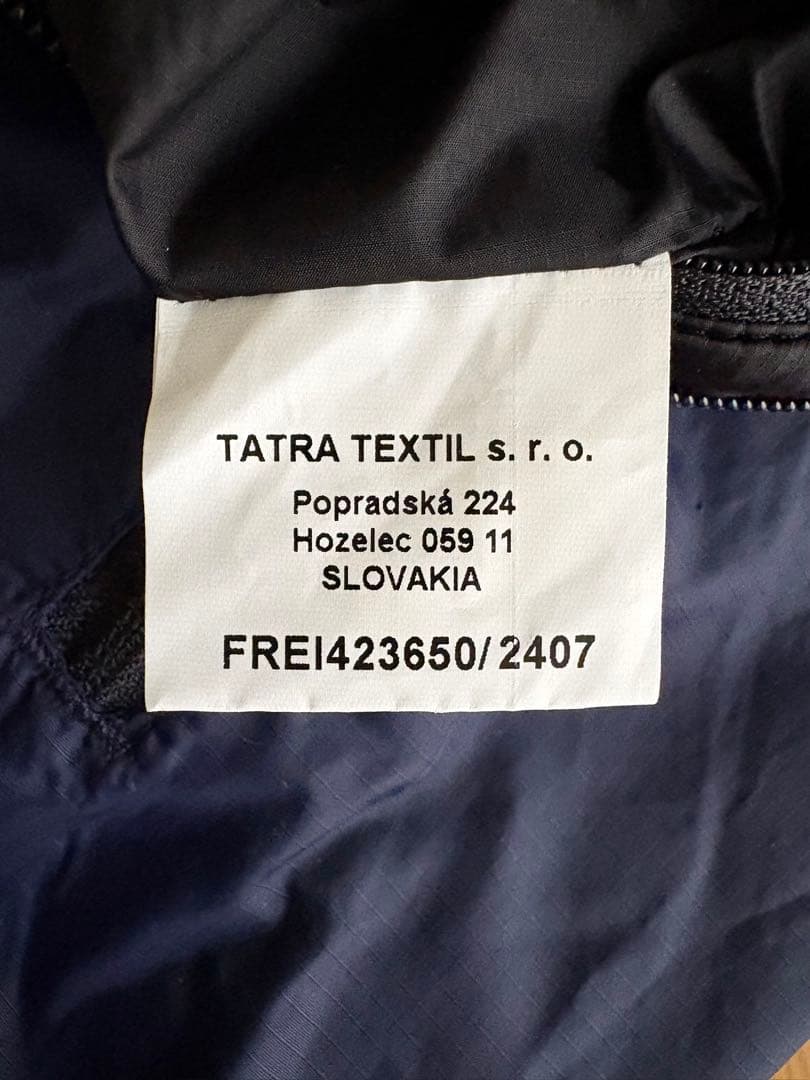 TATRA TEXTIL s. r. o.
Popradská 224
Hozelec 059 11
SLOVAKIA
FREI423650/2407